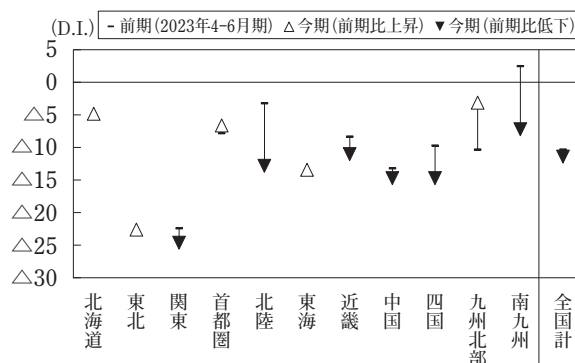 (D.I.)
前期(2023年4-6月期) △今期(前期比上昇) ▼今期(前期比低下)
5
0
△5
△10
△15
△20
△25
△30
北海道
東北
関東
首都圏
北陸
東海
近畿
中国
四国
九州北部
南九州
全国計